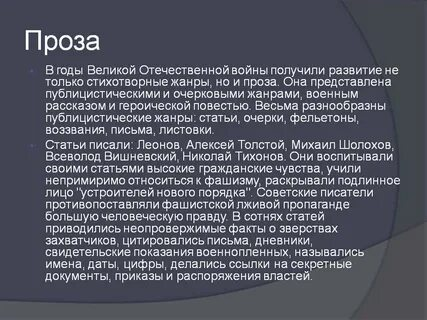 Проза
В годы Великой Отечественной войны получили развитие не
только стихотворные жанры, но и проза. Она представлена
публицистическими и очерковыми жанрами, военным
рассказом и героической повестью. Весьма разнообразны
публицистические жанры: статьи, очерки, фельетоны,
воззвания, письма, листовки.
Статьи писали: Леонов, Алексей Толстой, Михаил Шолохов,
Всеволод Вишневский, Николай Тихонов. Они воспитывали
своими статьями высокие гражданские чувства, учили
непримиримо относиться к фашизму, раскрывали подлинное
лицо "устроителей нового порядка". Советские писатели
противопоставляли фашистской лживой пропаганде
большую человеческую правду. В сотнях статей
приводились неопровержимые факты о зверствах
захватчиков, цитировались письма, дневники,
свидетельские показания военнопленных, назывались
имена, даты, цифры, делались ссылки на секретные
документы, приказы и распоряжения властей.